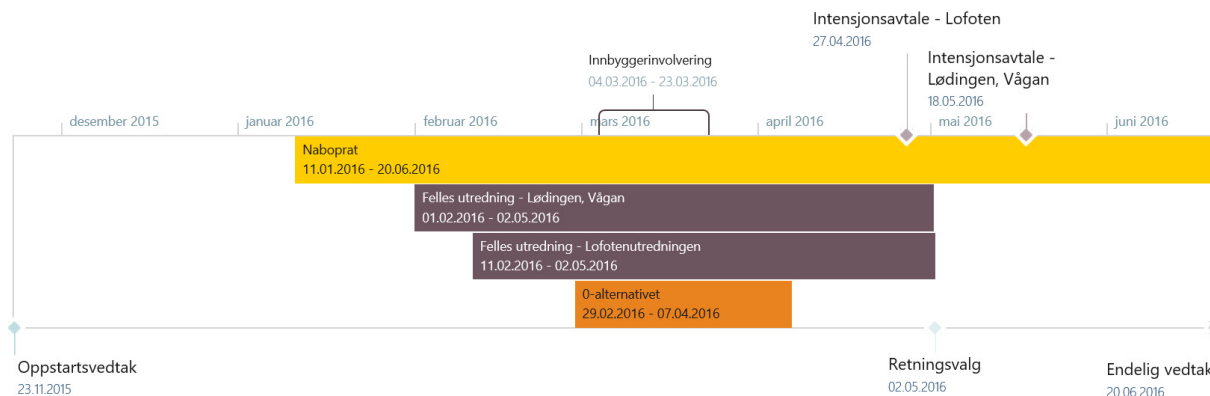 Intensjonsavtale - Lofoten
27.04.2016
Intensjonsavtale -
Lødingen, Vågan
18.05.2016
Innbyggerinvolvering
04.03.2016 - 23.03.2016
desember 2015
januar 2016
februar 2016
mars 2016
april 2016
mai 2016
juni 2016
Naboprat
11.01.2016 - 20.06.2016
Felles utredning - Lødingen, Vågan
01.02.2016 - 02.05.2016
Felles utredning - Lofotenutredningen
11.02.2016 - 02.05.2016
0-alternativet
29.02.2016 - 07.04.2016
Oppstartsvedtak
23.11.2015
Retningsvalg
02.05.2016
Endelig vedtak
20.06.2016